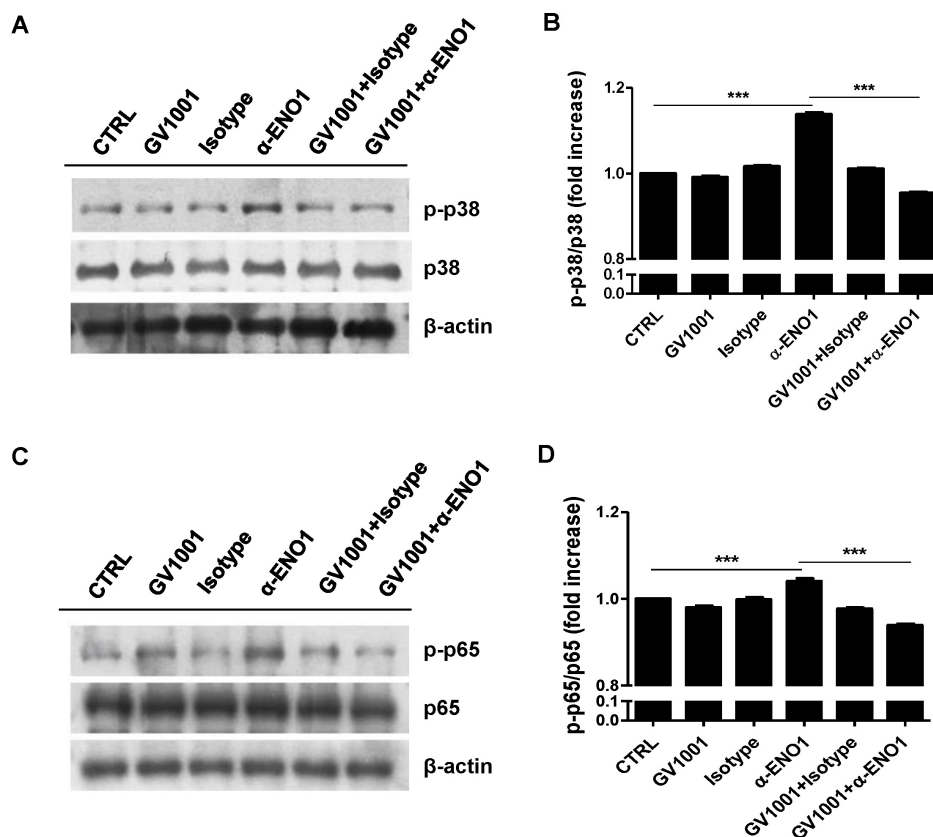 A
CTRL
GV1001
Isotype
α-ENO1
GV1001+Isotype
GV1001+α-ENO1
p-p38
p38
β-actin
B
p-p38/p38 (fold increase)
1.2
1.0
0.8
0.1
0.0
***
***
CTRL
GV1001
Isotype
α-ENO1
GV1001+Isotype
GV1001+α-ENO1
C
CTRL
GV1001
Isotype
α-ENO1
GV1001+Isotype
GV1001+α-ENO1
p-p65
p65
β-actin
D
p-p65/p65 (fold increase)
1.2
1.0
0.8
0.1
0.0
***
***
CTRL
GV1001
Isotype
α-ENO1
GV1001+Isotype
GV1001+α-ENO1